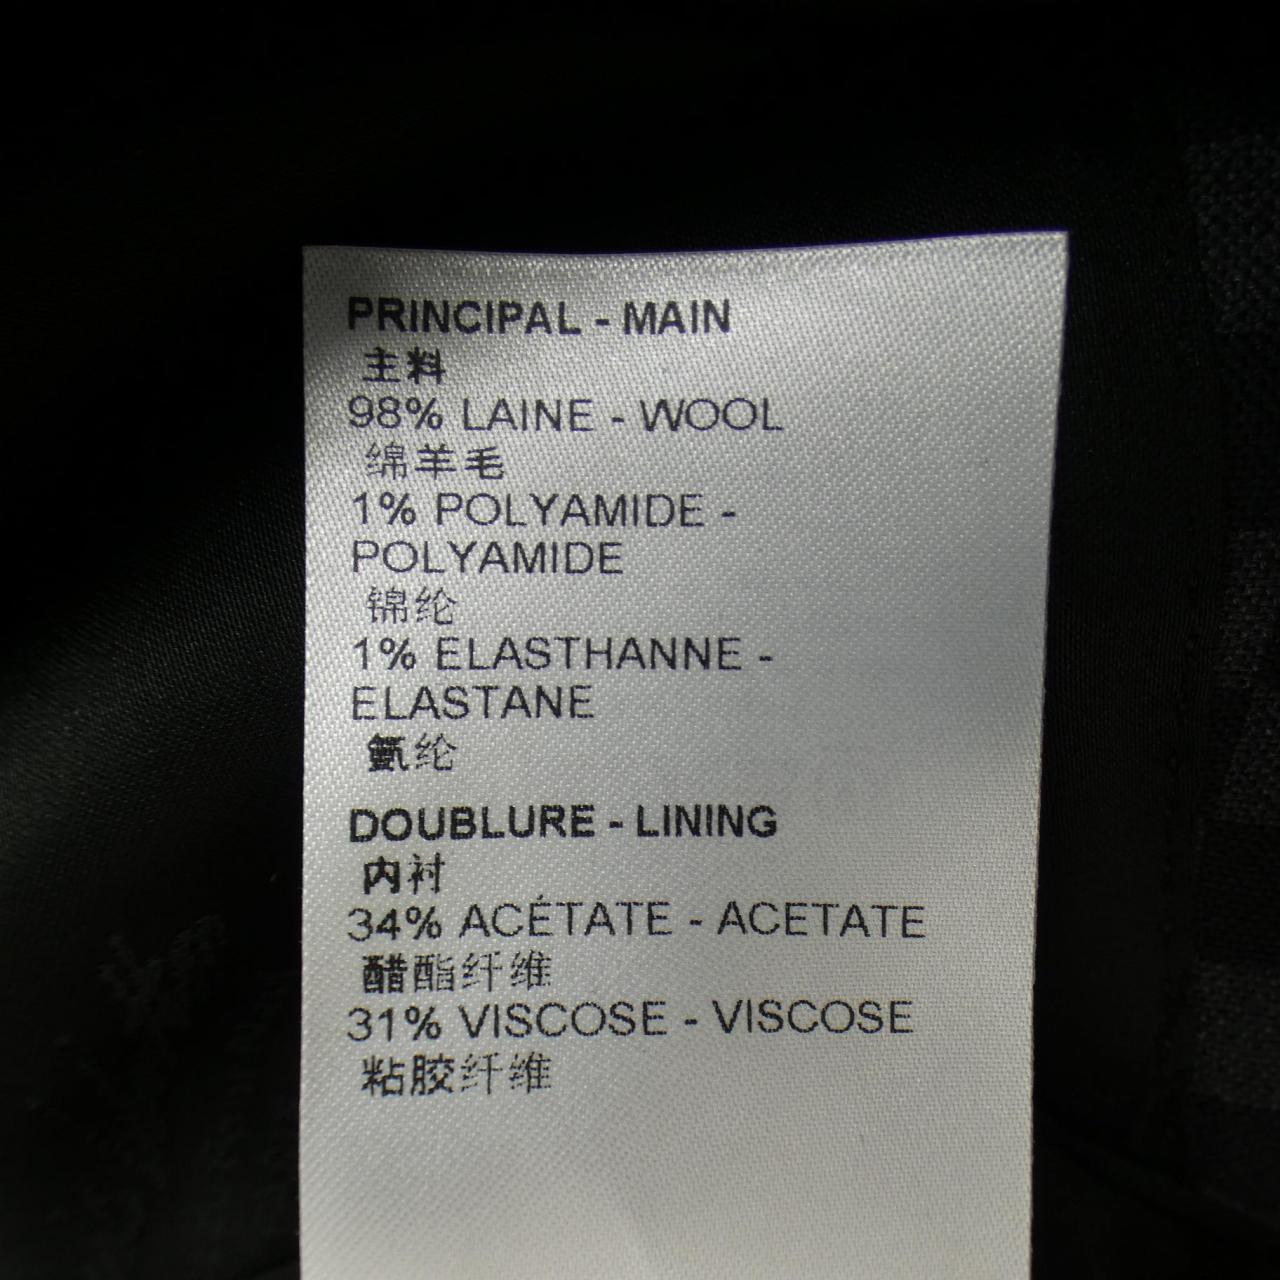 PRINCIPAL - MAIN
主料
98% LAINE - WOOL
绵羊毛
1% POLYAMIDE -
POLYAMIDE
锦纶
1% ELASTHANNE -
ELASTANE
氨纶
DOUBLURE - LINING
内衬
34% ACÉTATE - ACETATE
醋酯纤维
31% VISCOSE - VISCOSE
粘胶纤维